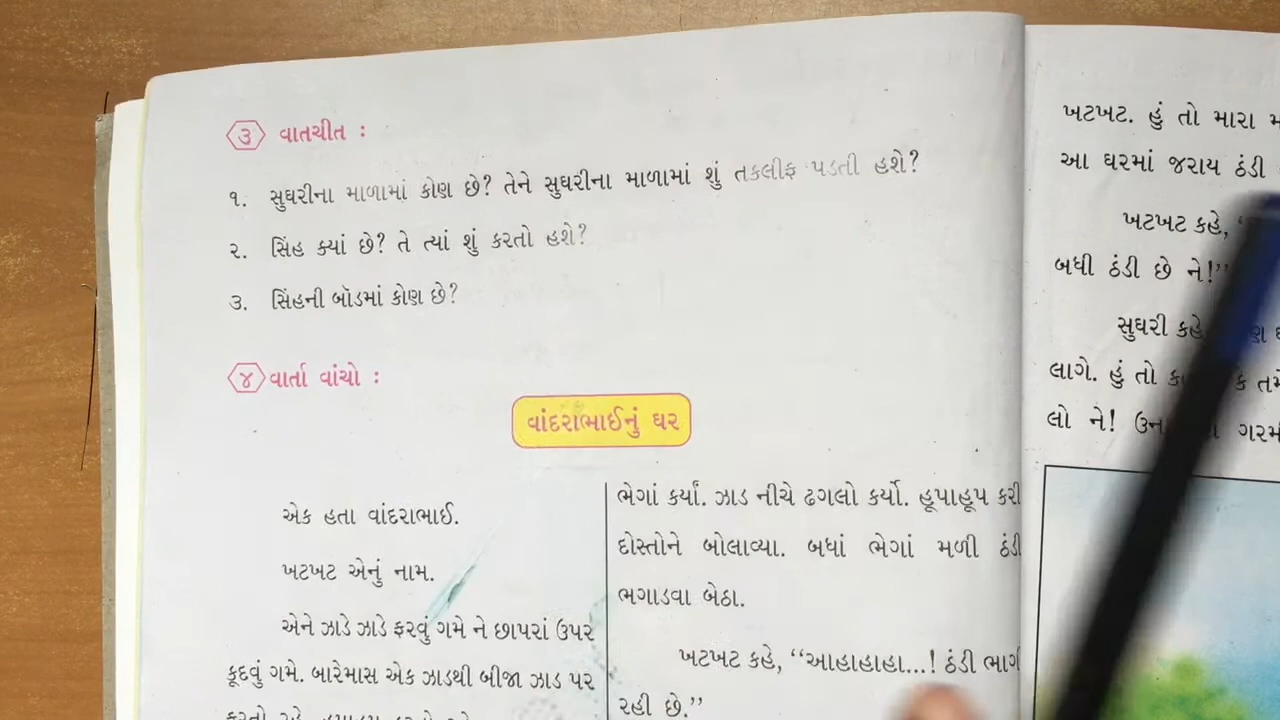 ૩ વાતચીત :
૧. સુઘરીના માળામાં કોણ છે? તેને સુઘરીના માળામાં શું તકલીફ પડતી હશે?
૨. સિંહ ક્યાં છે? તે ત્યાં શું કરતો હશે?
૩. સિંહની બૉડમાં કોણ છે?
૪ વાર્તા વાંચો :
વાંદરાભાઈનું ઘર
એક હતા વાંદરાભાઈ.
ખટખટ એનું નામ.
એને ઝાડે ઝાડે ફરવું ગમે ને છાપરાં ઉપર
કૂદવું ગમે. બારેમાસ એક ઝાડથી બીજા ઝાડ પર
ભેગાં કર્યાં. ઝાડ નીચે ઢગલો કર્યો. હૂપાહૂપ કરી
દોસ્તોને બોલાવ્યા. બધાં ભેગાં મળી ઠંડી
ભગાડવા બેઠા.
ખટખટ કહે, “આહાહાહા...! ઠંડી ભાગી
રહી છે.”
ખટખટ. હું તો મારા
આ ઘરમાં જરાય ઠંડી
ખટખટ કહે,
બધી ઠંડી છે ને!”
સુઘરી કહે,
લાગે. હું તો કે તમે
લો ને!